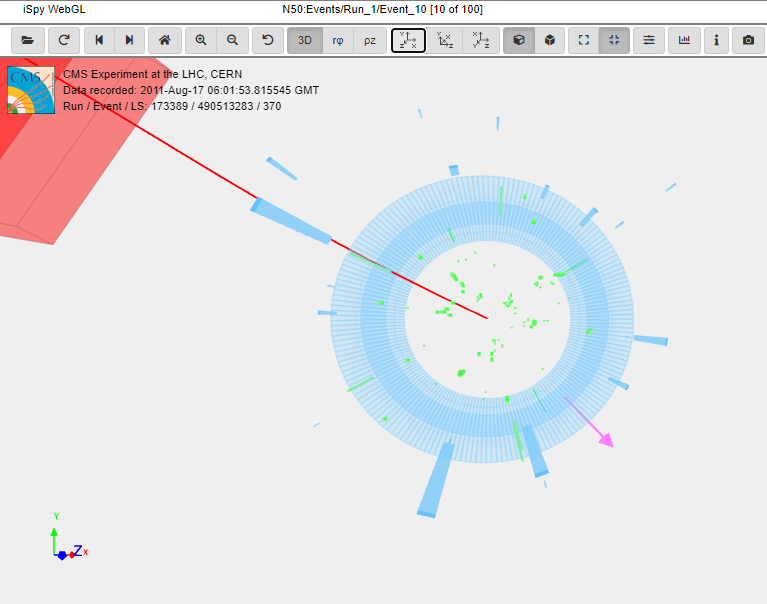 iSpy WebGL
N50:Events/Run_1/Event_10 [10 of 100]
3D
rφ
ρz
CMS
CMS Experiment at the LHC, CERN
Data recorded: 2011-Aug-17 06:01:53.815545 GMT
Run / Event / LS: 173389 / 490513283 / 370
Y
Z
x